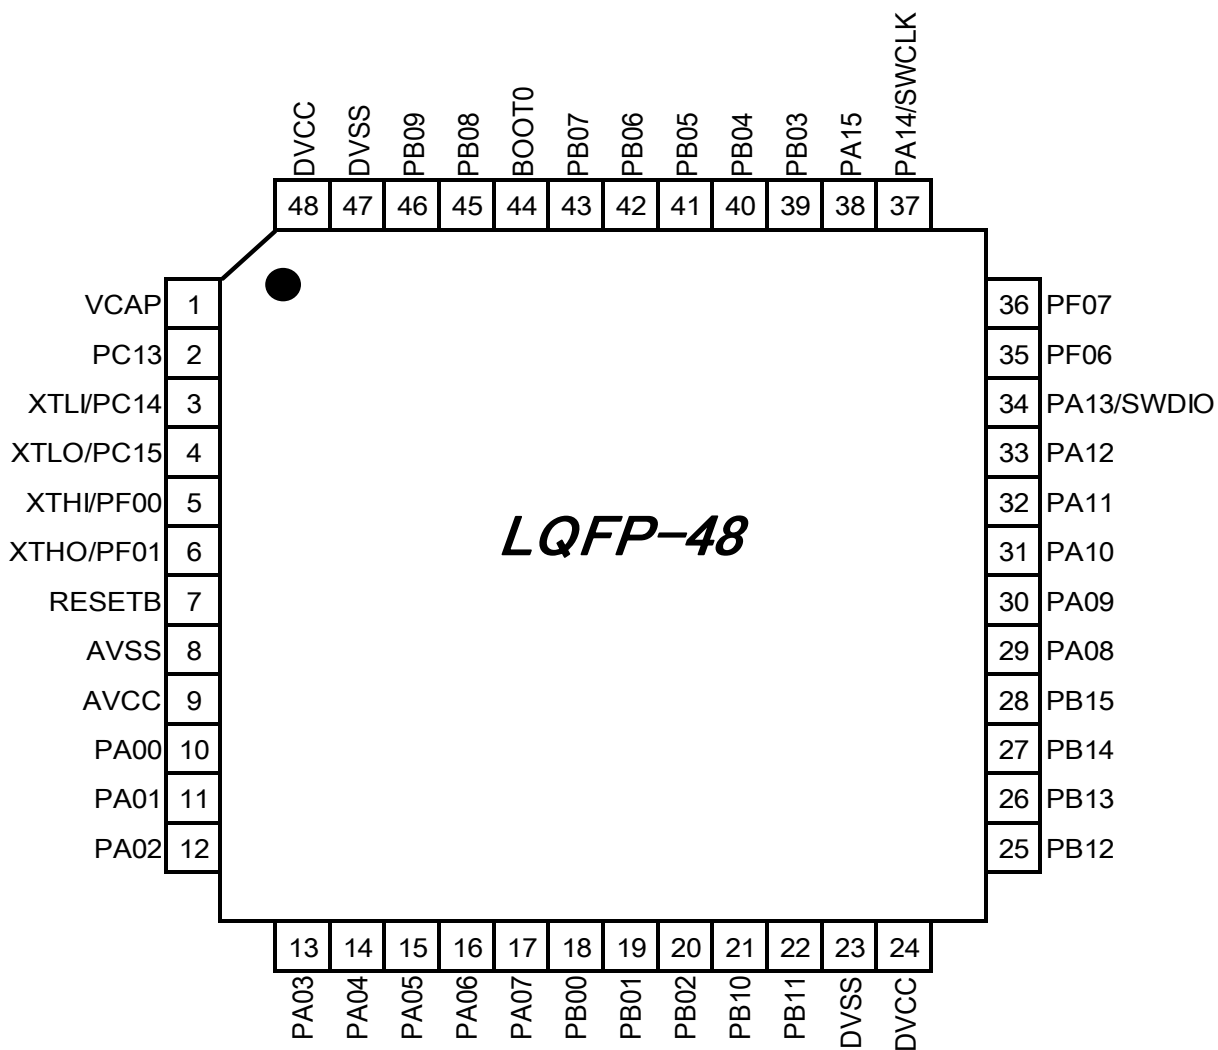 DVCC DVSS PB09 PB08 BOOT0 PB07 PB06 PB05 PB04 PB03 PA15 PA14/SWCLK
48 47 46 45 44 43 42 41 40 39 38 37
VCAP 1 36 PF07
PC13 2 35 PF06
XTLI/PC14 3 34 PA13/SWDIO
XTLO/PC15 4 33 PA12
XTHI/PF00 5 32 PA11
XTHO/PF01 6 31 PA10
RESETB 7 30 PA09
AVSS 8 29 PA08
AVCC 9 28 PB15
PA00 10 27 PB14
PA01 11 26 PB13
PA02 12 25 PB12
LQFP-48
13 14 15 16 17 18 19 20 21 22 23 24
PA03 PA04 PA05 PA06 PA07 PB00 PB01 PB02 PB10 PB11 DVSS DVCC